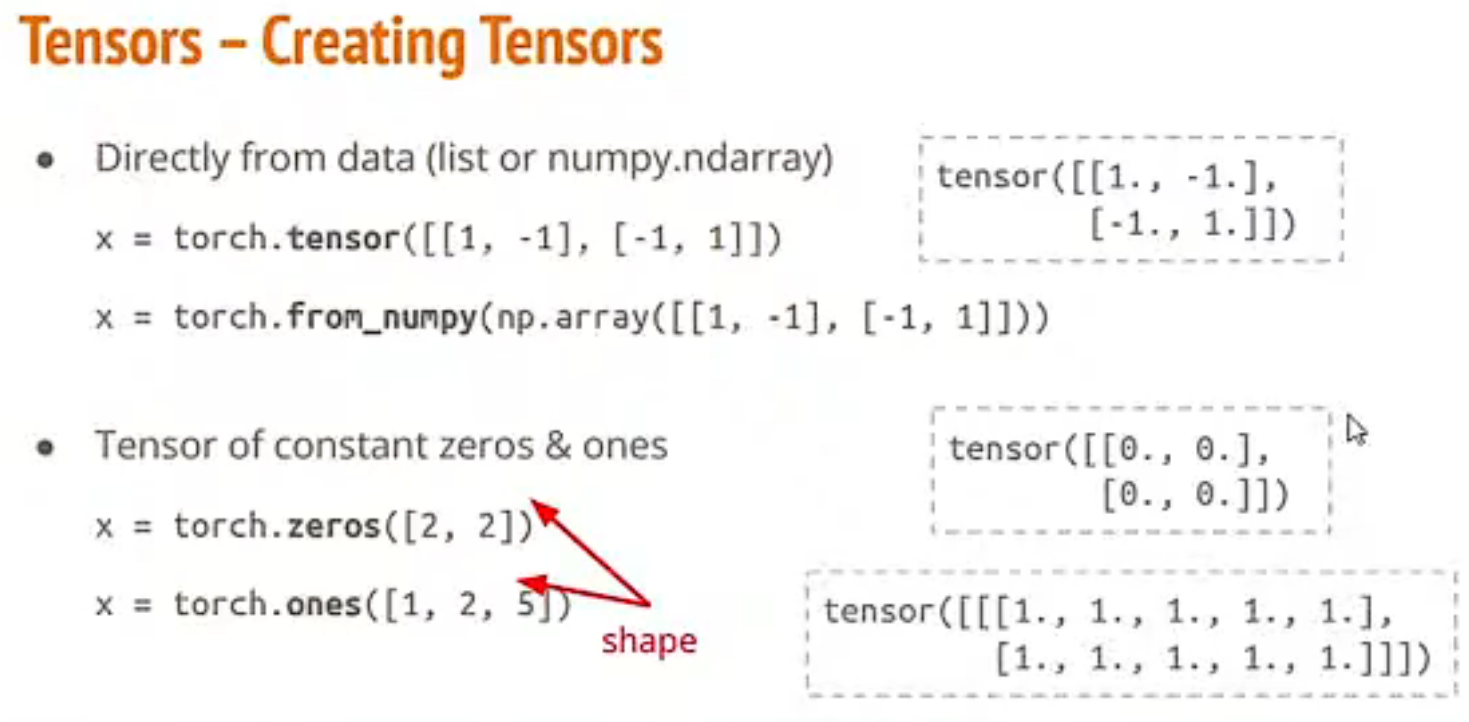 Tensors – Creating Tensors
● Directly from data (list or numpy.ndarray)
x = torch.tensor([[1, -1], [-1, 1]])
x = torch.from_numpy(np.array([[1, -1], [-1, 1]]))
tensor([[1., -1.],
[-1., 1.]])
● Tensor of constant zeros & ones
x = torch.zeros([2, 2])
x = torch.ones([1, 2, 5])
shape
tensor([[0., 0.],
[0., 0.]])
tensor([[[1., 1., 1., 1., 1.],
[1., 1., 1., 1., 1.]]])